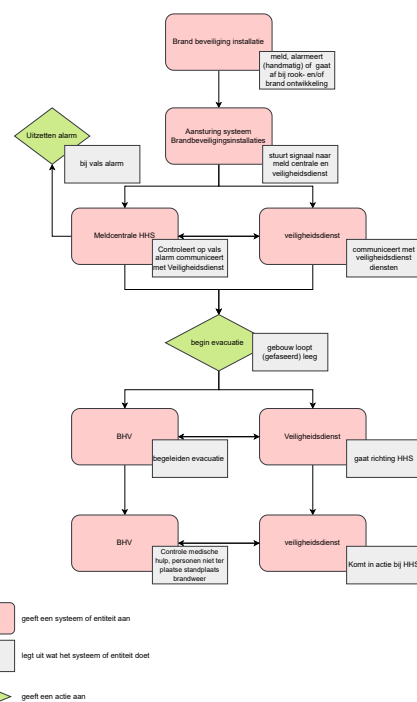 Brand beveiliging installatie
meld, alarmeert
(handmatig) of gaat
af bij rook- en/of
brand ontwikkeling
Aansturing systeem
Brandbeveiligingsinstallaties
stuurt signaal naar
meld centrale en
veiligheidsdienst
Uitzetten alarm
bij vals alarm
Meldcentrale HHS
Controleert op vals
alarm communiceert
met Veiligheidsdienst
veiligheidsdienst
communiceert met
veiligheidsdienst
diensten
begin evacuatie
gebouw loopt
(gefaseerd) leeg
BHV
begeleiden evacuatie
Veiligheidsdienst
gaat richting HHS
BHV
Controle medische
hulp, personen niet ter
plaatse standplaats
brandweer
veiligheidsdienst
Komt in actie bij HHS
geeft een systeem of entiteit aan
legt uit wat het systeem of entiteit doet
geeft een actie aan